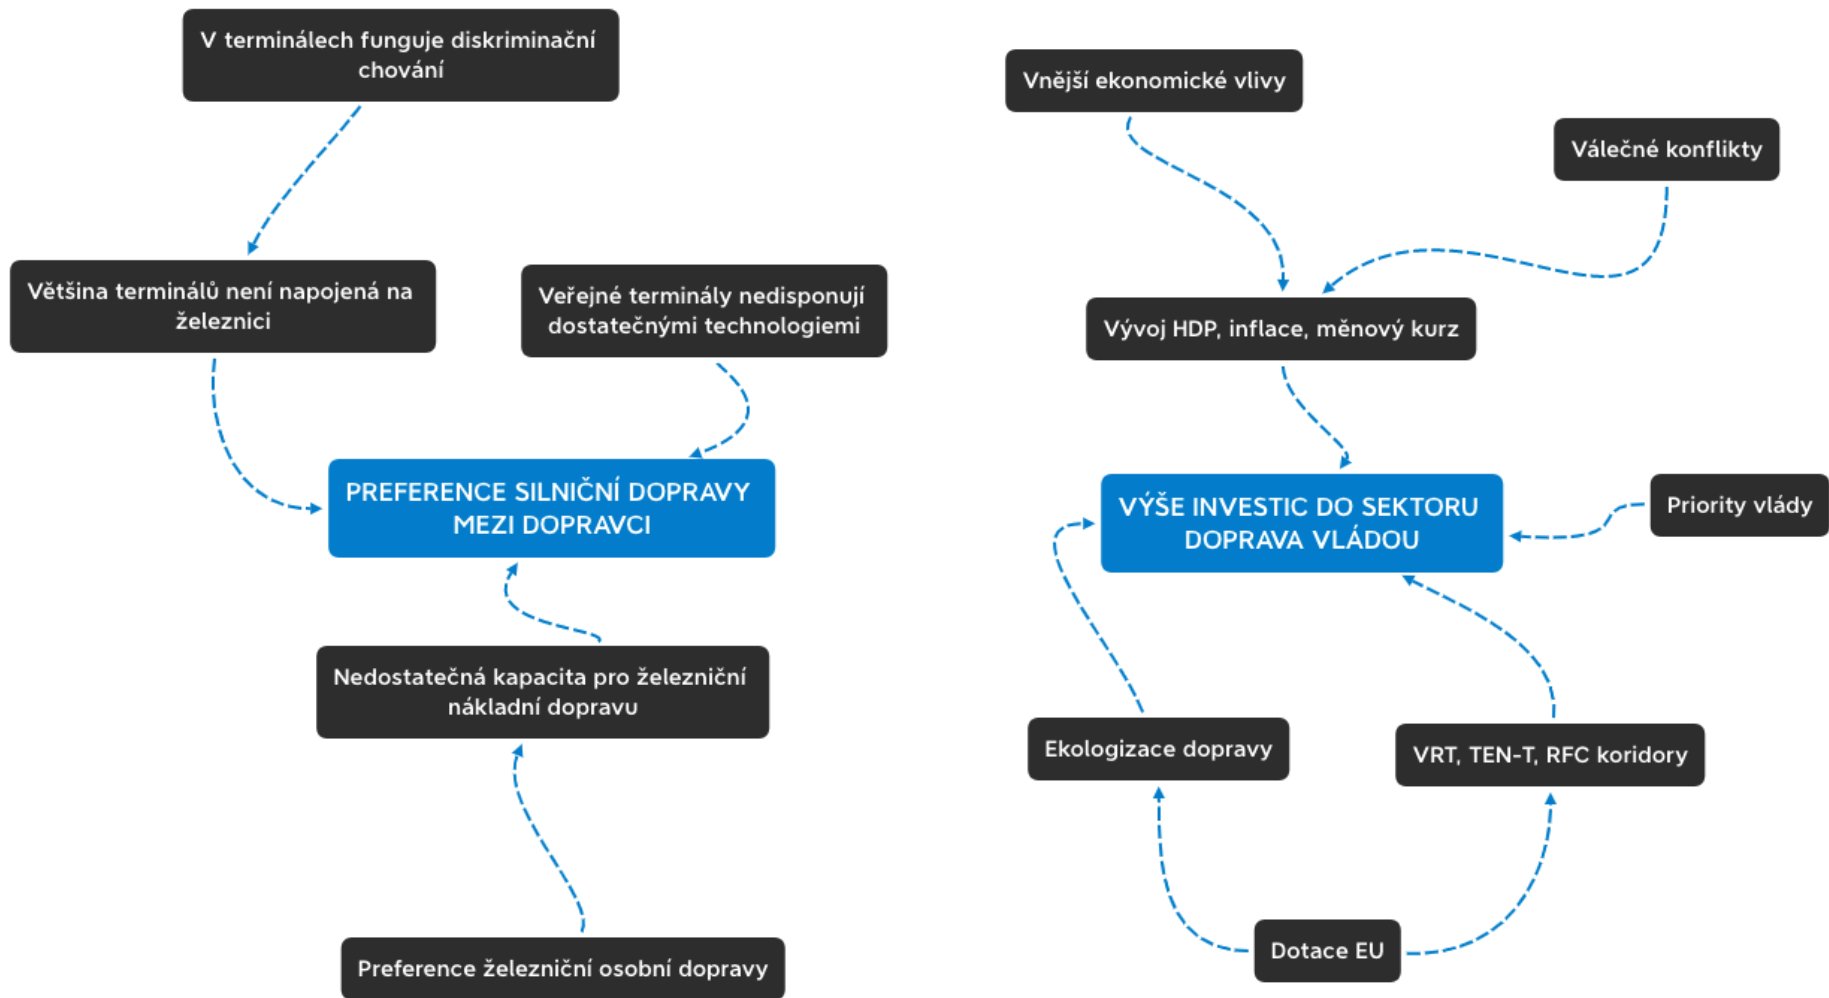 V terminálech funguje diskriminační
chování
Většina terminálů není napojená na
železnici
Veřejné terminály nedisponují
dostatečnými technologiemi
PREFERENCE SILNIČNÍ DOPRAVY
MEZI DOPRAVCI
Nedostatečná kapacita pro železniční
nákladní dopravu
Preference železniční osobní dopravy
Vnější ekonomické vlivy
Válečné konflikty
Vývoj HDP, inflace, měnový kurz
VÝŠE INVESTIC DO SEKTORU
DOPRAVA VLÁDOU
Priority vlády
Ekologizace dopravy
VRT, TEN-T, RFC koridory
Dotace EU